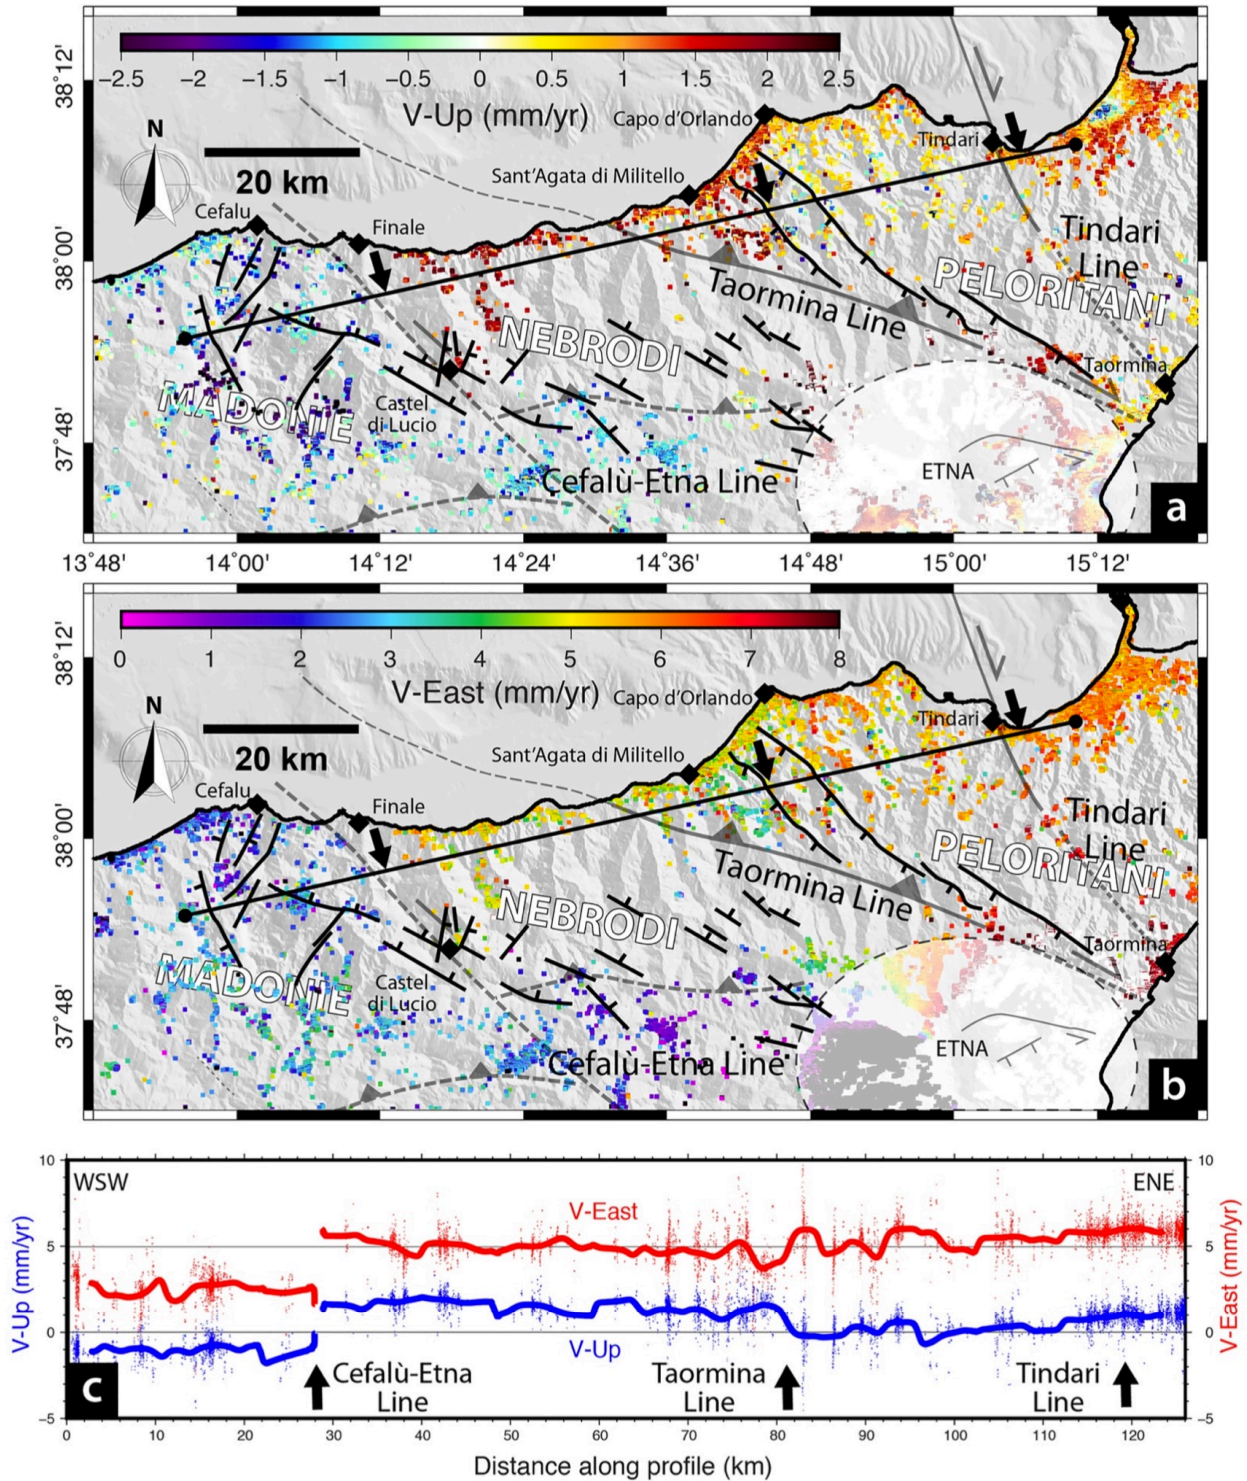 38°12'
38°00'
37°48'
−2.5 −2 −1.5 −1 −0.5 0 0.5 1 1.5 2 2.5
V-Up (mm/yr)
N
20 km
Capo d'Orlando
Tindari
Sant'Agata di Militello
Cefalu
Finale
Tindari
Line
PELORITANI
Taormina Line
NEBRODI
Taormina
MADONIE
Castel
di Lucio
Cefalù-Etna Line
ETNA
a
13°48' 14°00' 14°12' 14°24' 14°36' 14°48' 15°00' 15°12'
38°12'
38°00'
37°48'
0 1 2 3 4 5 6 7 8
V-East (mm/yr)
N
20 km
Capo d'Orlando
Tindari
Sant'Agata di Militello
Cefalu
Finale
Tindari
Line
PELORITANI
Taormina Line
NEBRODI
Taormina
MADONIE
Castel
di Lucio
Cefalù-Etna Line
ETNA
b
10
5
0
−5
V-Up (mm/yr)
WSW
ENE
V-East
V-Up
Cefalù-Etna
Line
Taormina
Line
Tindari
Line
c
10
5
0
−5
V-East (mm/yr)
0 10 20 30 40 50 60 70 80 90 100 110 120
Distance along profile (km)